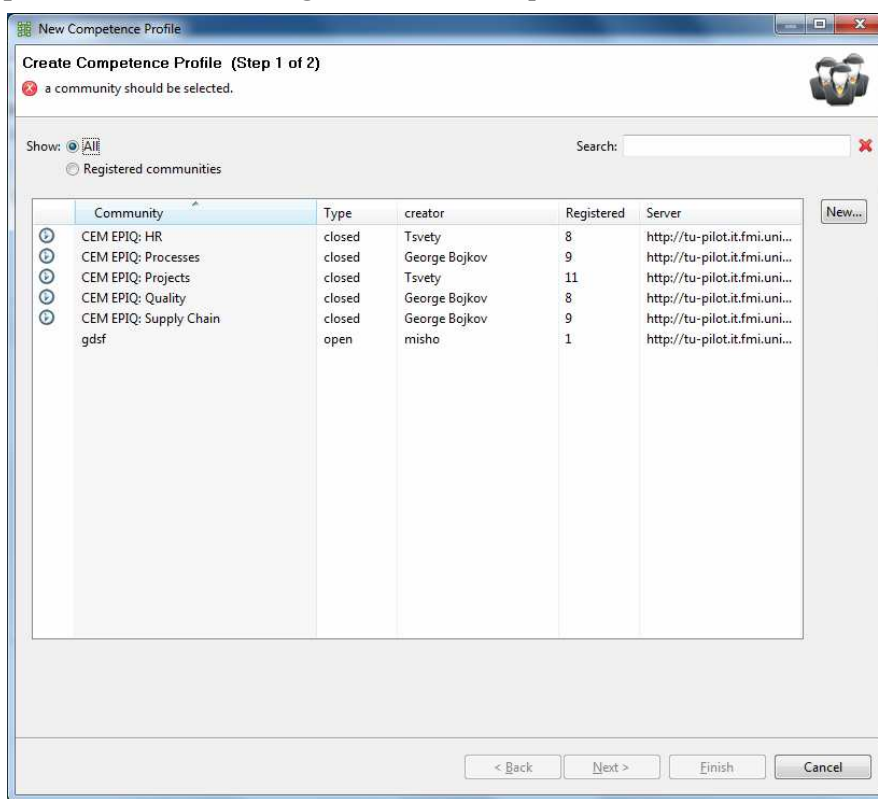 New Competence Profile
Create Competence Profile (Step 1 of 2)
a community should be selected.
Show: All Search:
Registered communities
Community Type creator Registered Server New...
CEM EPIQ: HR closed Tsvety 8 http://tu-pilot.it.fmi.uni...
CEM EPIQ: Processes closed George Bojkov 9 http://tu-pilot.it.fmi.uni...
CEM EPIQ: Projects closed Tsvety 11 http://tu-pilot.it.fmi.uni...
CEM EPIQ: Quality closed George Bojkov 8 http://tu-pilot.it.fmi.uni...
CEM EPIQ: Supply Chain closed George Bojkov 9 http://tu-pilot.it.fmi.uni...
gdsf open misho 1 http://tu-pilot.it.fmi.uni...
< Back Next > Finish Cancel